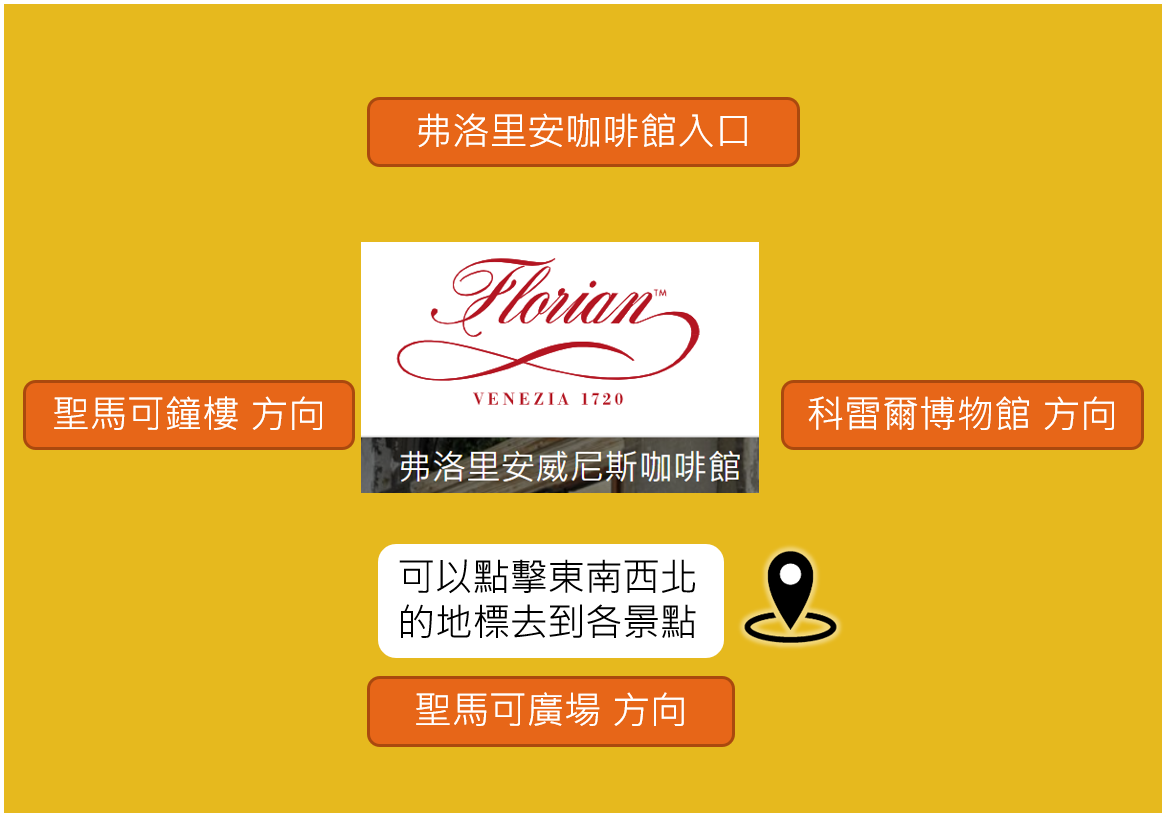 弗洛里安咖啡館入口
Florian™
VENEZIA 1720
聖馬可鐘樓 方向
科雷爾博物館 方向
弗洛里安威尼斯咖啡館
可以點擊東南西北
的地標去到各景點
聖馬可廣場 方向